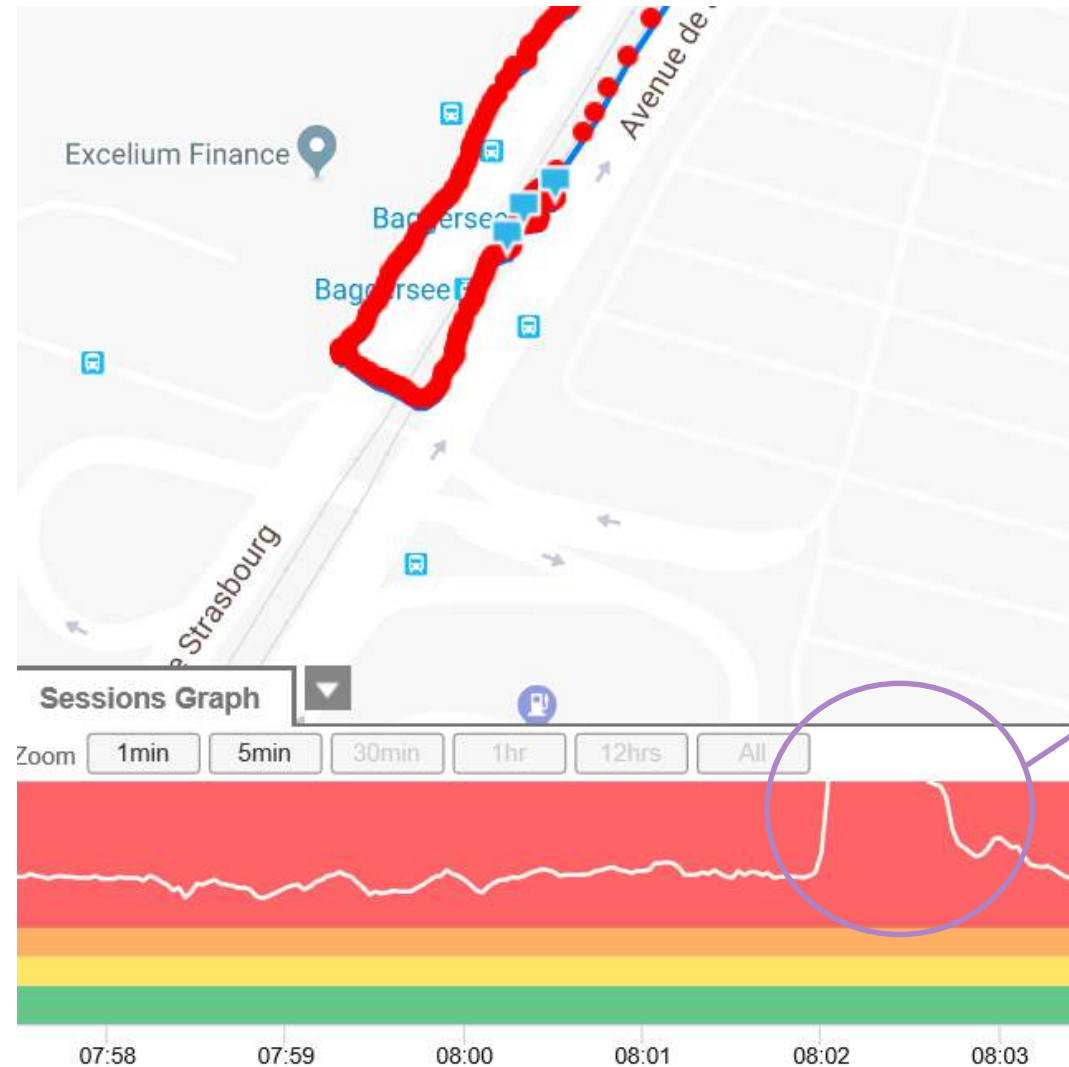 Avenue de
Excelium Finance
Baggersee
Baggersee
e Strasbourg
Sessions Graph
Zoom
1min
5min
30min
1hr
12hrs
All
07:58
07:59
08:00
08:01
08:02
08:03